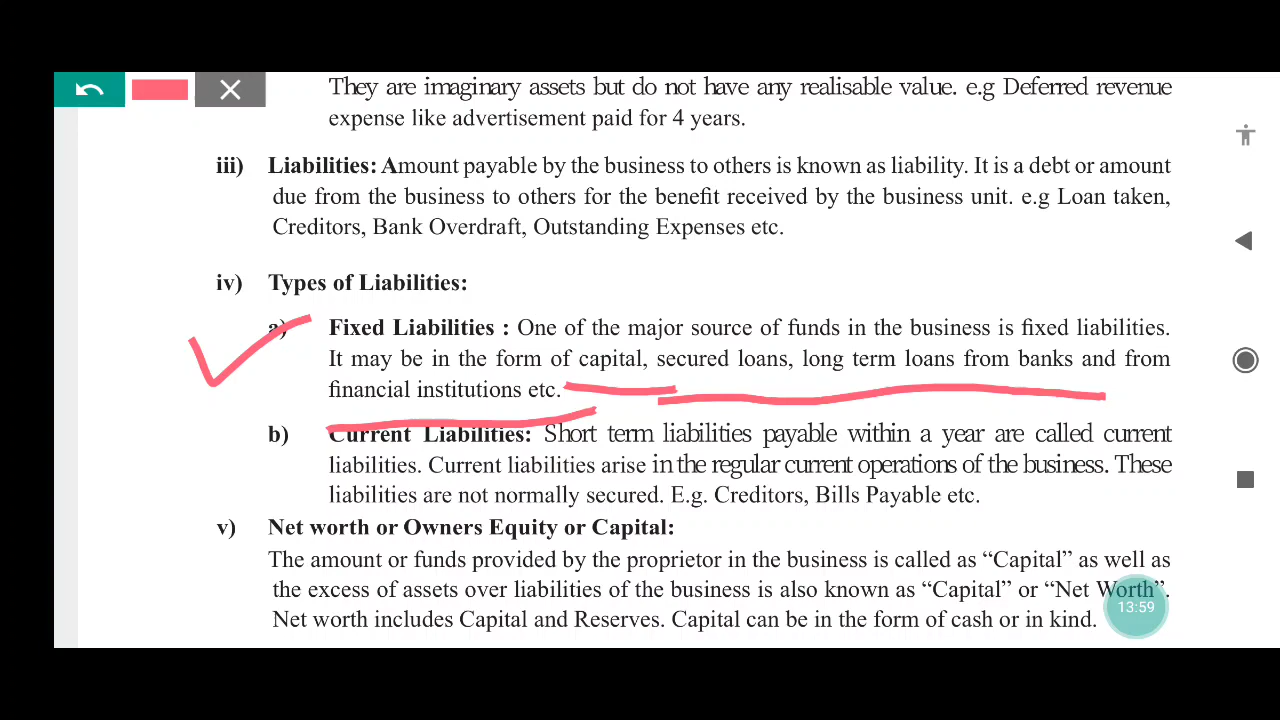 They are imaginary assets but do not have any realisable value. e.g Deferred revenue
expense like advertisement paid for 4 years.
iii) Liabilities: Amount payable by the business to others is known as liability. It is a debt or amount
due from the business to others for the benefit received by the business unit. e.g Loan taken,
Creditors, Bank Overdraft, Outstanding Expenses etc.
iv) Types of Liabilities:
a) Fixed Liabilities : One of the major source of funds in the business is fixed liabilities.
It may be in the form of capital, secured loans, long term loans from banks and from
financial institutions etc.
b) Current Liabilities: Short term liabilities payable within a year are called current
liabilities. Current liabilities arise in the regular current operations of the business. These
liabilities are not normally secured. E.g. Creditors, Bills Payable etc.
v) Net worth or Owners Equity or Capital:
The amount or funds provided by the proprietor in the business is called as “Capital” as well as
the excess of assets over liabilities of the business is also known as “Capital” or “Net Worth”.
Net worth includes Capital and Reserves. Capital can be in the form of cash or in kind.
13:59